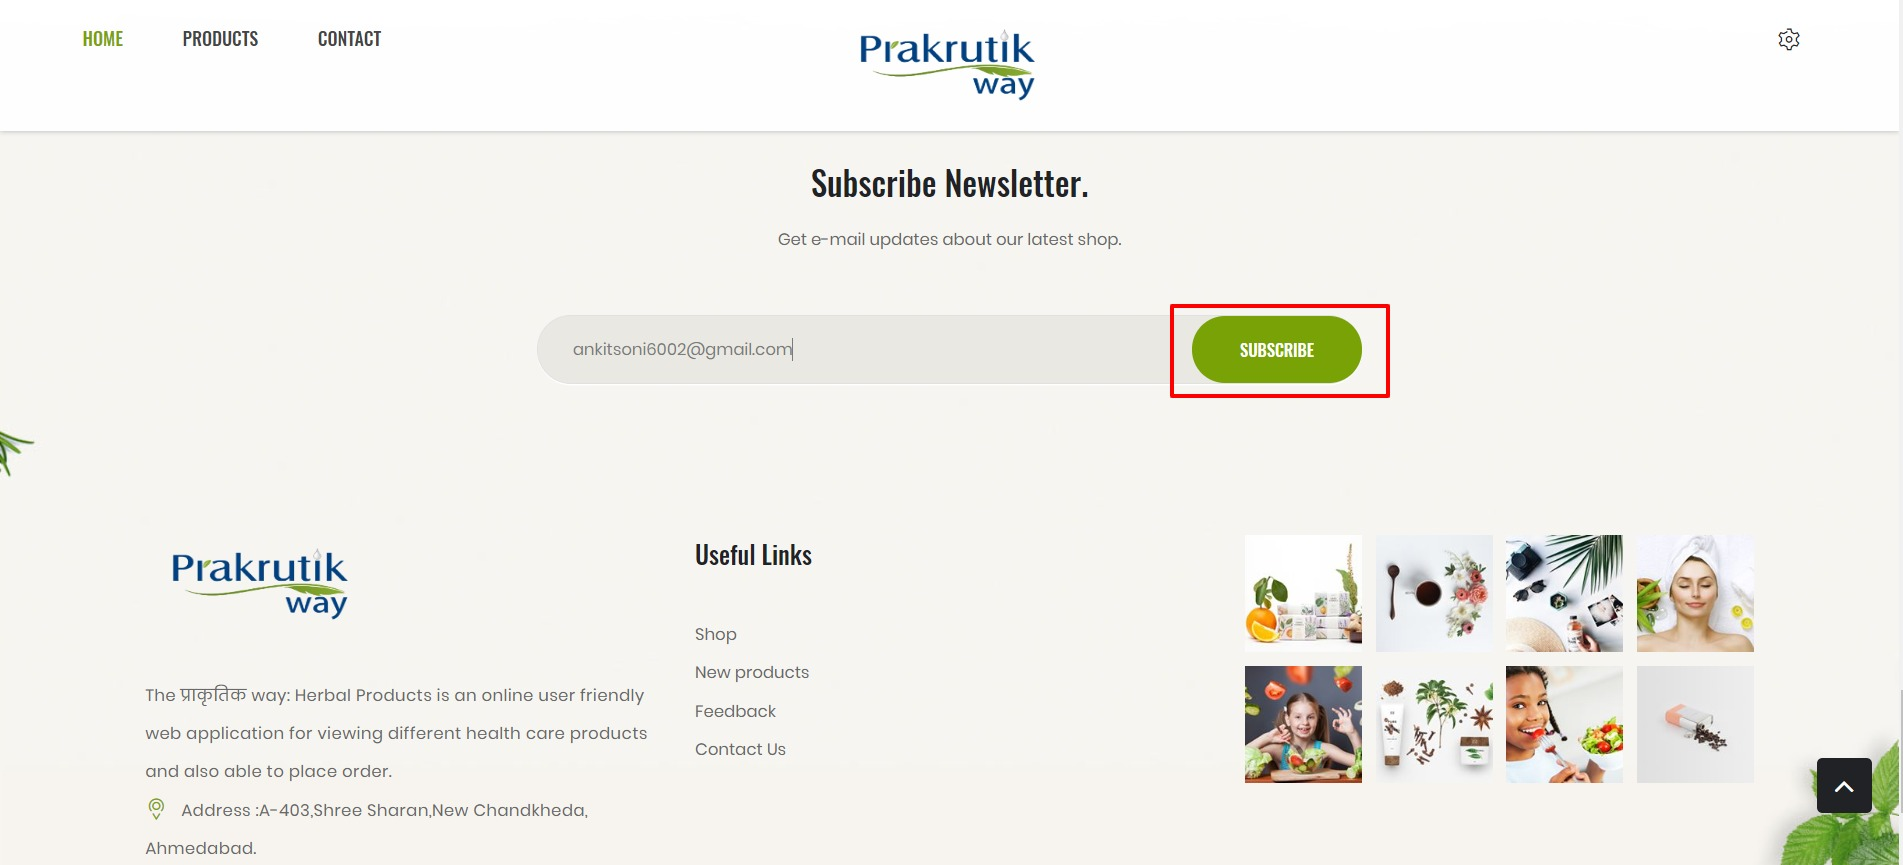 HOME PRODUCTS CONTACT
Prakrutik
way
Subscribe Newsletter.
Get e-mail updates about our latest shop.
ankitsoni6002@gmail.com SUBSCRIBE
Prakrutik
way
The प्राकृतिक way: Herbal Products is an online user friendly
web application for viewing different health care products
and also able to place order.
Address :A-403,Shree Sharan,New Chandkheda,
Ahmedabad.
Useful Links
Shop
New products
Feedback
Contact Us